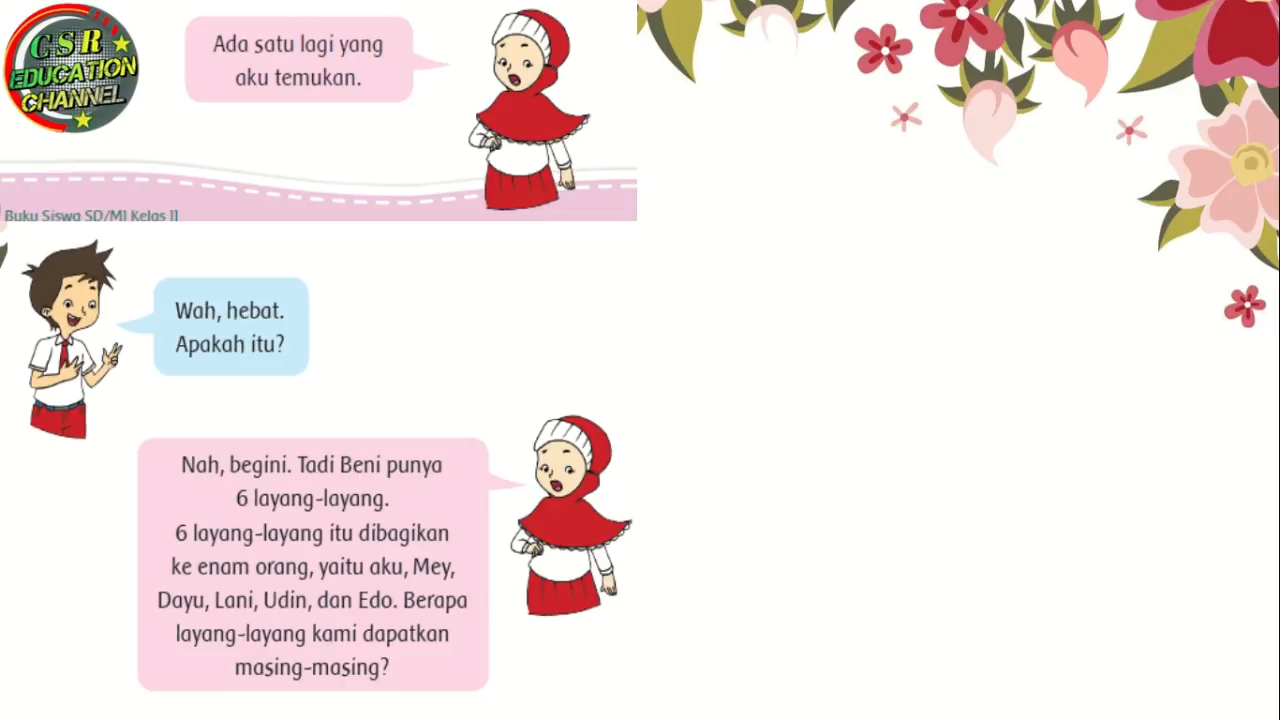 CSR
EDUCATION
CHANNEL
Ada satu lagi yang
aku temukan.
Buku Siswa SD/MI Kelas II
Wah, hebat.
Apakah itu?
Nah, begini. Tadi Beni punya
6 layang-layang.
6 layang-layang itu dibagikan
ke enam orang, yaitu aku, Mey,
Dayu, Lani, Udin, dan Edo. Berapa
layang-layang kami dapatkan
masing-masing?